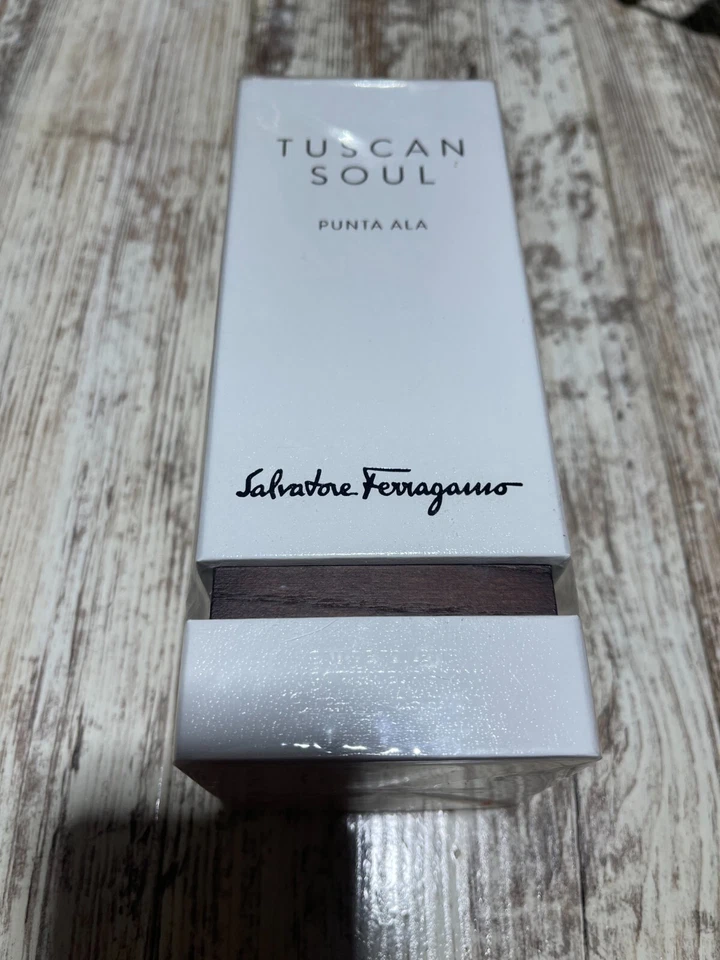 TUSCAN
SOUL
PUNTA ALA
Salvatore Ferragamo